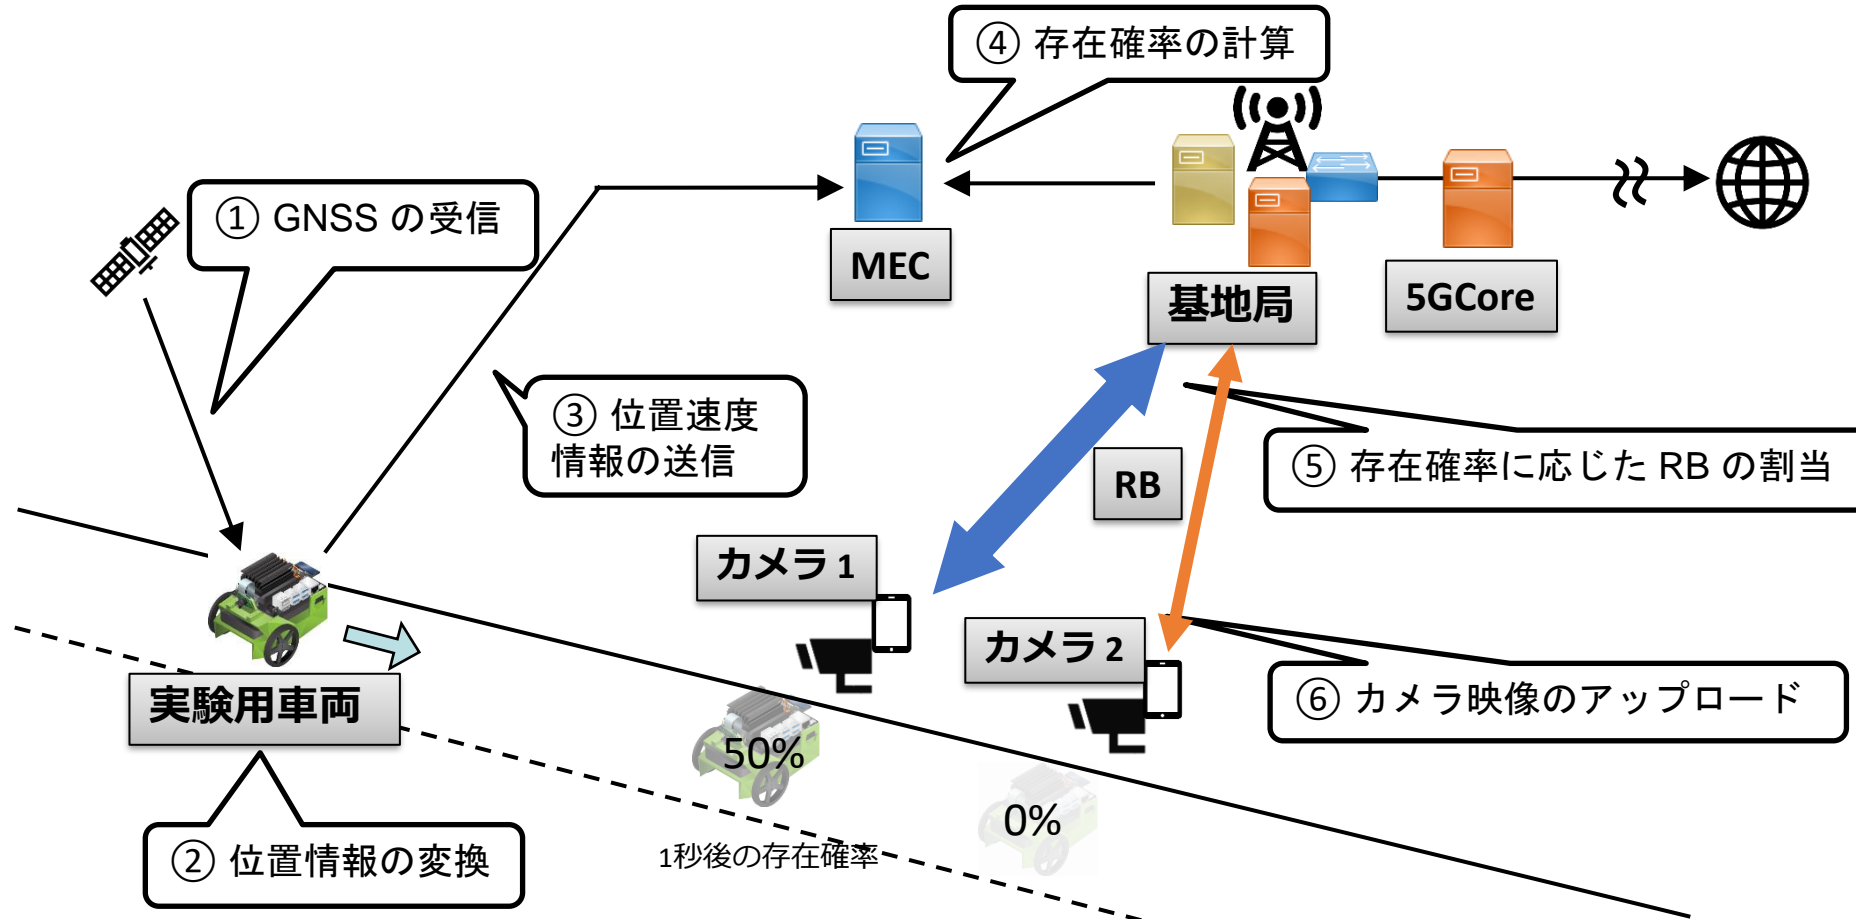 ④ 存在確率の計算
① GNSS の受信
MEC
基地局
5GCore
③ 位置速度
情報の送信
⑤ 存在確率に応じた RB の割当
RB
カメラ 1
カメラ 2
実験用車両
⑥ カメラ映像のアップロード
50%
0%
1秒後の存在確率
② 位置情報の変換